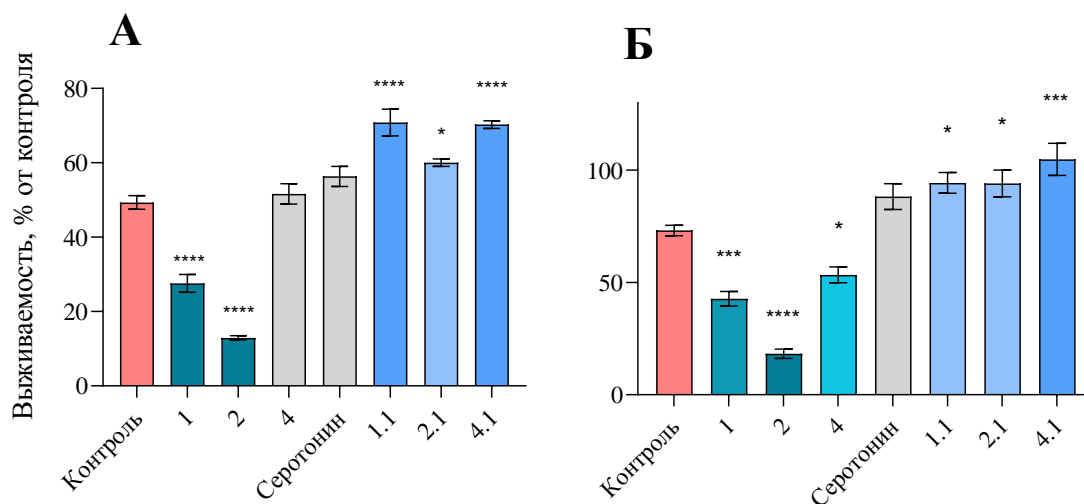 А
Выживаемость, % от контроля
80
60
40
20
0
**** **** **** * ****
Контроль 1 2 4 Серотонин 1.1 2.1 4.1
Б
100
50
0
*** **** * * * ***
Контроль 1 2 4 Серотонин 1.1 2.1 4.1